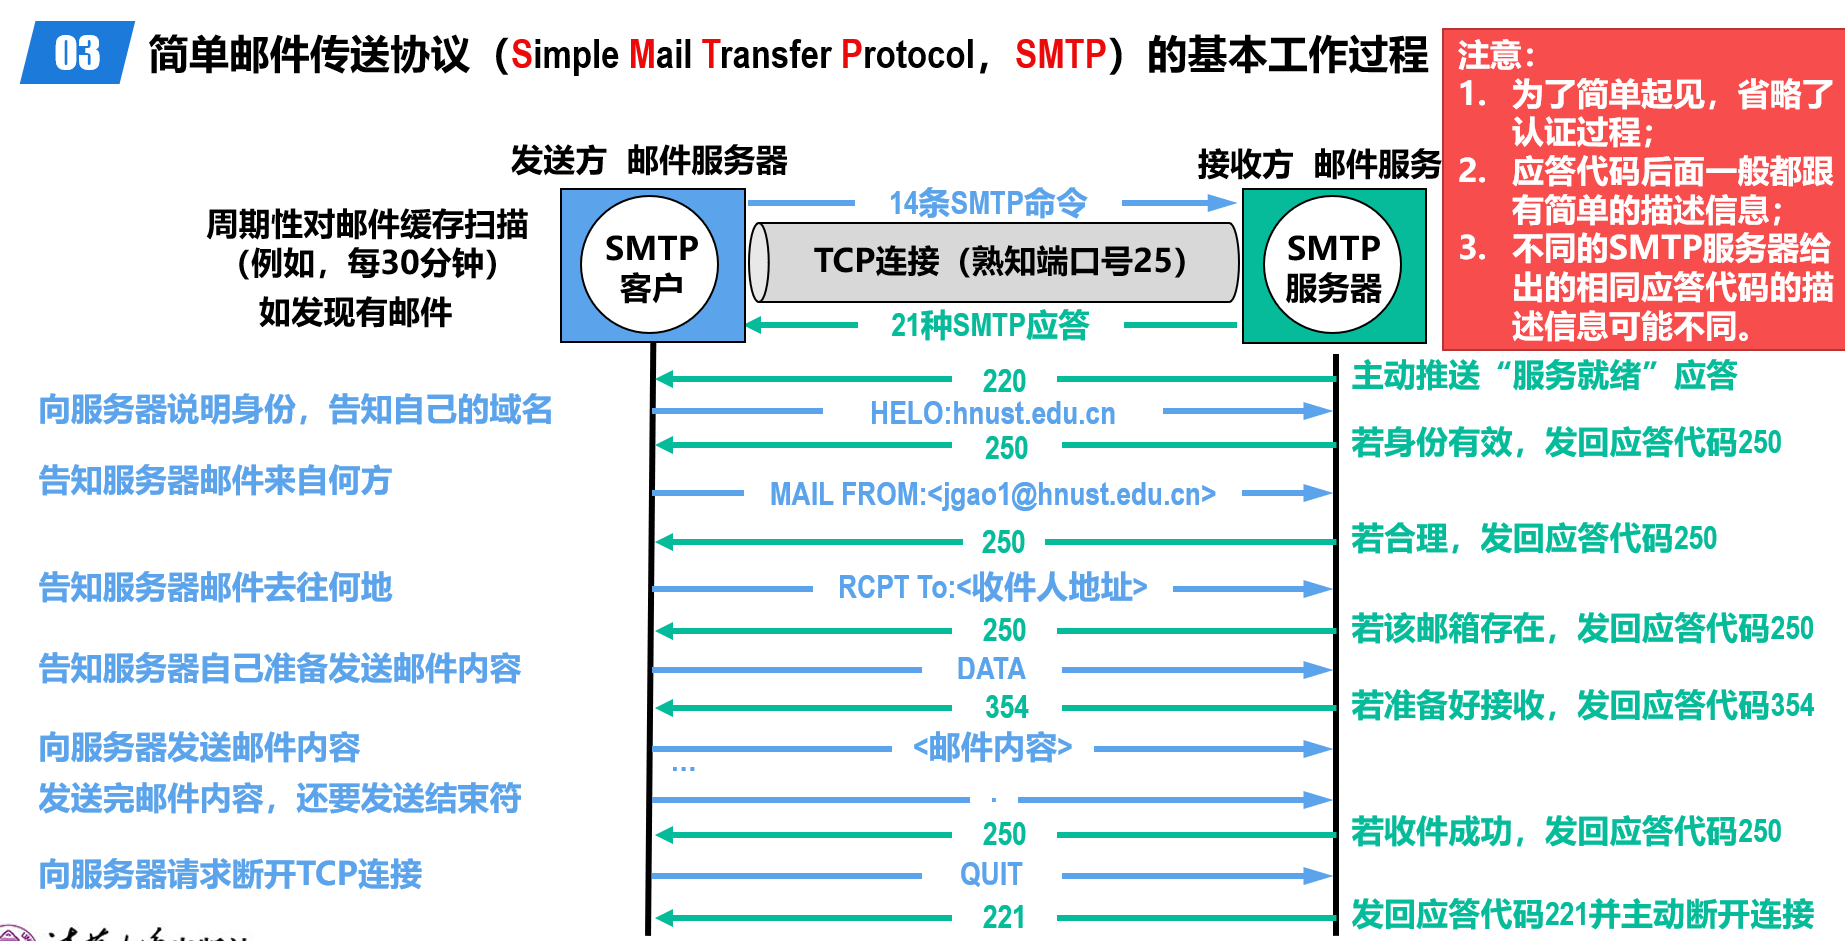 03
简单邮件传送协议（Simple Mail Transfer Protocol，SMTP）的基本工作过程
注意：
1. 为了简单起见，省略了
认证过程；
2. 应答代码后面一般都跟
有简单的描述信息；
3. 不同的SMTP服务器给
出的相同应答代码的描
述信息可能不同。
发送方 邮件服务器
接收方 邮件服务
周期性对邮件缓存扫描
（例如，每30分钟）
如发现有邮件
SMTP
客户
14条SMTP命令
TCP连接（熟知端口号25）
21种SMTP应答
SMTP
服务器
220
主动推送“服务就绪”应答
向服务器说明身份，告知自己的域名
HELO:hnust.edu.cn
250
若身份有效，发回应答代码250
告知服务器邮件来自何方
MAIL FROM:<jgao1@hnust.edu.cn>
250
若合理，发回应答代码250
告知服务器邮件去往何地
RCPT To:<收件人地址>
250
若该邮箱存在，发回应答代码250
告知服务器自己准备发送邮件内容
DATA
354
若准备好接收，发回应答代码354
向服务器发送邮件内容
<邮件内容>
...
发送完邮件内容，还要发送结束符
.
250
若收件成功，发回应答代码250
向服务器请求断开TCP连接
QUIT
221
发回应答代码221并主动断开连接